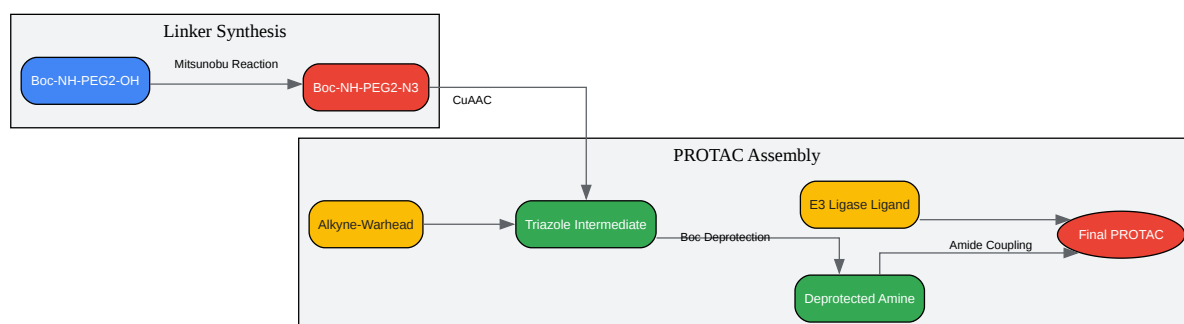 Linker Synthesis
Boc-NH-PEG2-OH
Mitsunobu Reaction
Boc-NH-PEG2-N3
CuAAC
PROTAC Assembly
Alkyne-Warhead
Triazole Intermediate
E3 Ligase Ligand
Boc Deprotection
Final PROTAC
Amide Coupling
Deprotected Amine